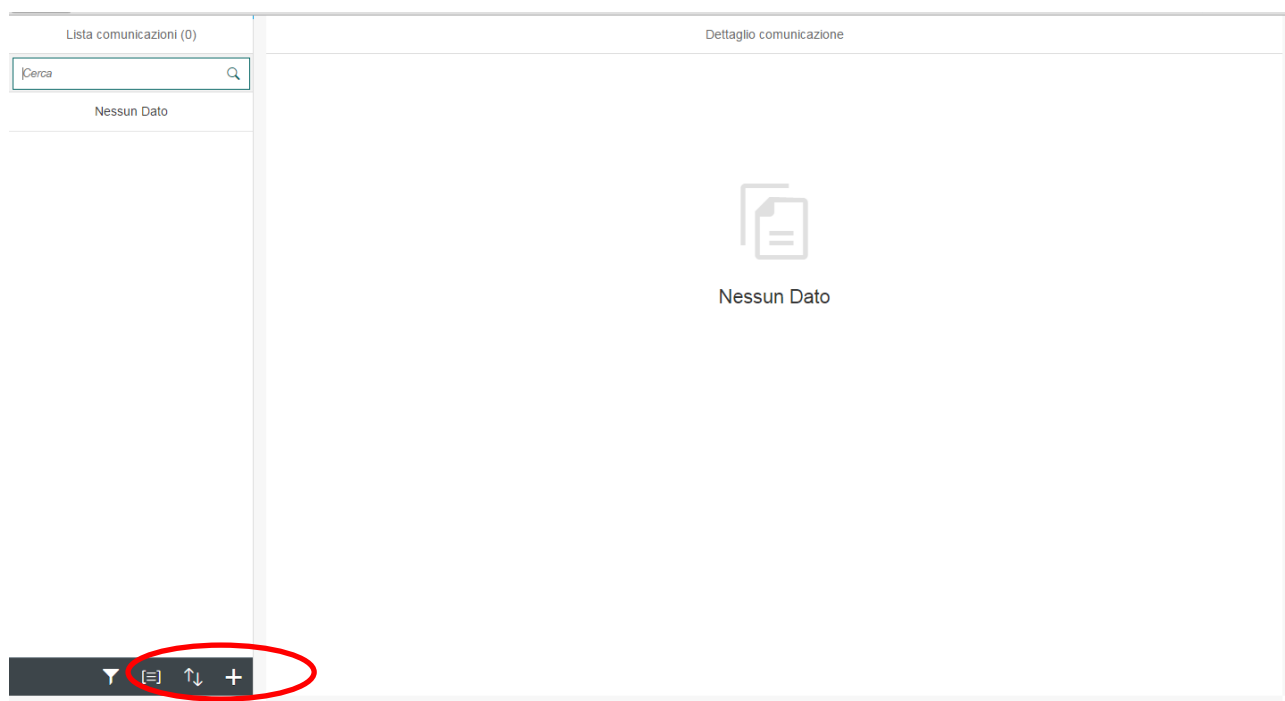 Lista comunicazioni (0)
Dettaglio comunicazione
Cerca
Nessun Dato
Nessun Dato